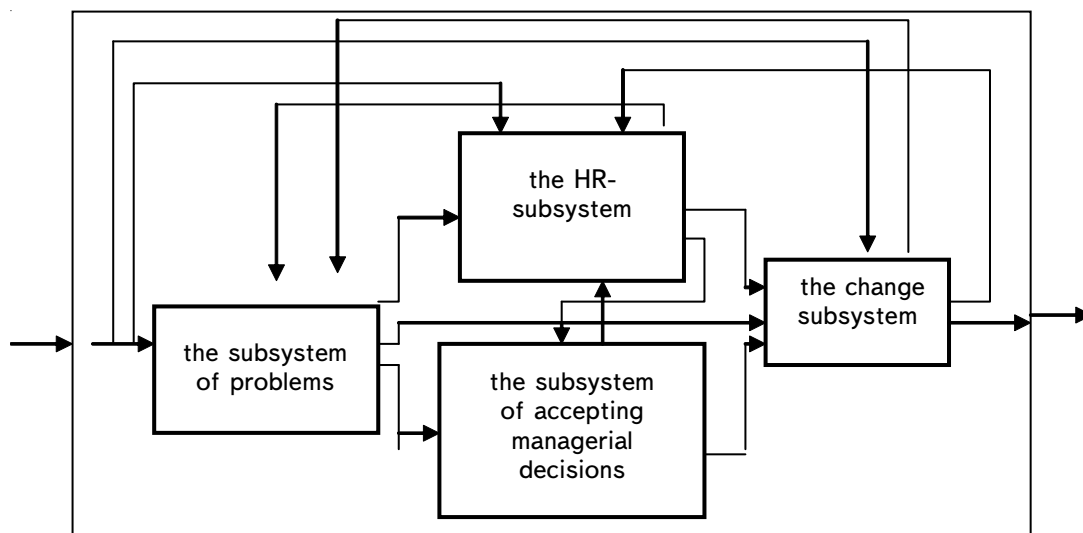 the HR-
subsystem
the change
subsystem
the subsystem
of problems
the subsystem
of accepting
managerial
decisions